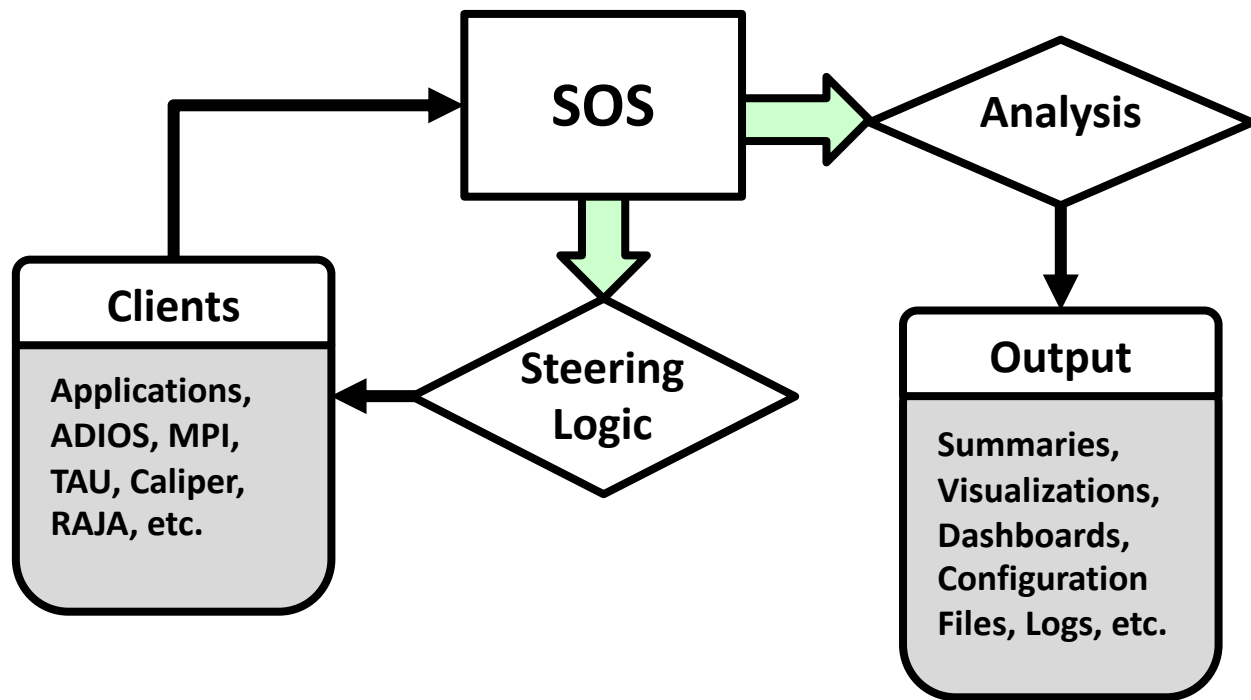 SOS
Analysis
Clients
Applications,
ADIOS, MPI,
TAU, Caliper,
RAJA, etc.
Steering
Logic
Output
Summaries,
Visualizations,
Dashboards,
Configuration
Files, Logs, etc.